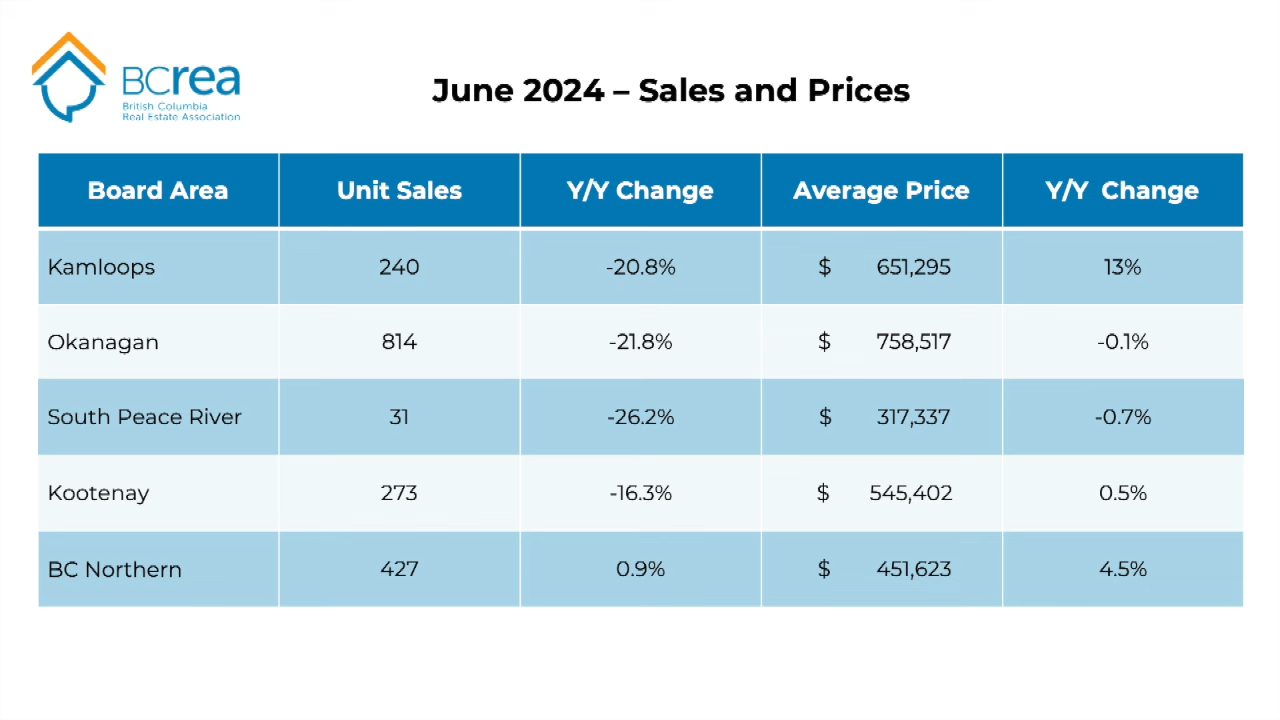 BCrea
British Columbia
Real Estate Association
June 2024 – Sales and Prices
Board Area Unit Sales Y/Y Change Average Price Y/Y Change
Kamloops 240 -20.8% $ 651,295 13%
Okanagan 814 -21.8% $ 758,517 -0.1%
South Peace River 31 -26.2% $ 317,337 -0.7%
Kootenay 273 -16.3% $ 545,402 0.5%
BC Northern 427 0.9% $ 451,623 4.5%